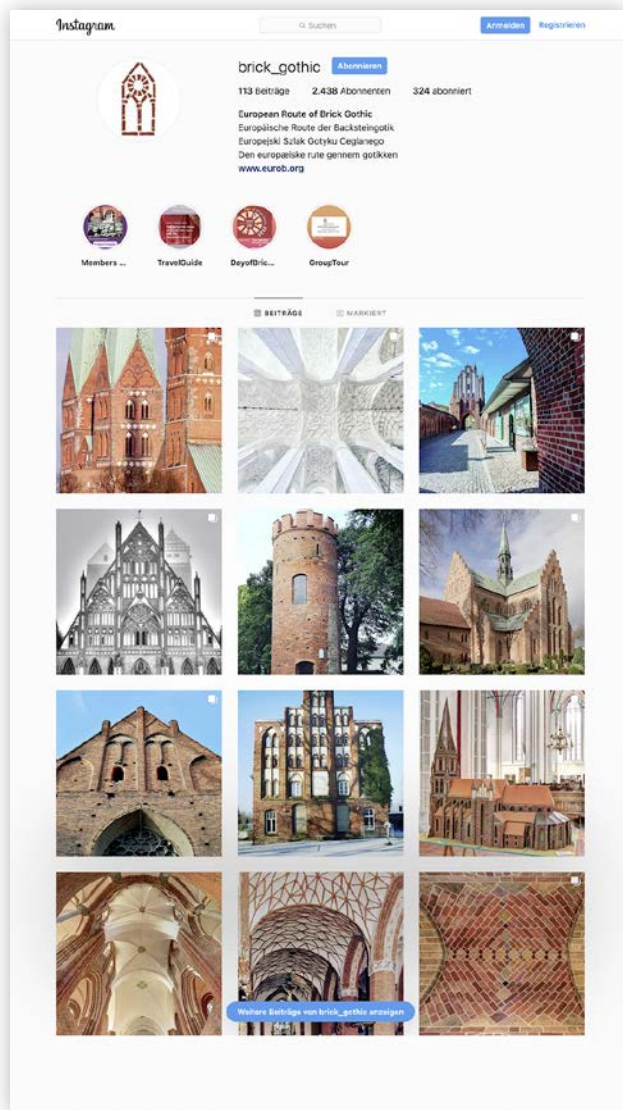 Instagram
Suchen
Anmelden
Registrieren
brick_gothic
Abonnieren
113 Beiträge 2.438 Abonnenten 324 abonniert
European Route of Brick Gothic
Europäische Route der Backsteingotik
Europejski Szlak Gotyku Ceglanego
Den europæiske rute gennem gotikken
www.eurob.org
Members ...
TravelGuide
DayofBric...
GroupTour
BEITRÄGE
MARKIERT
Weitere Beiträge von brick_gothic anzeigen